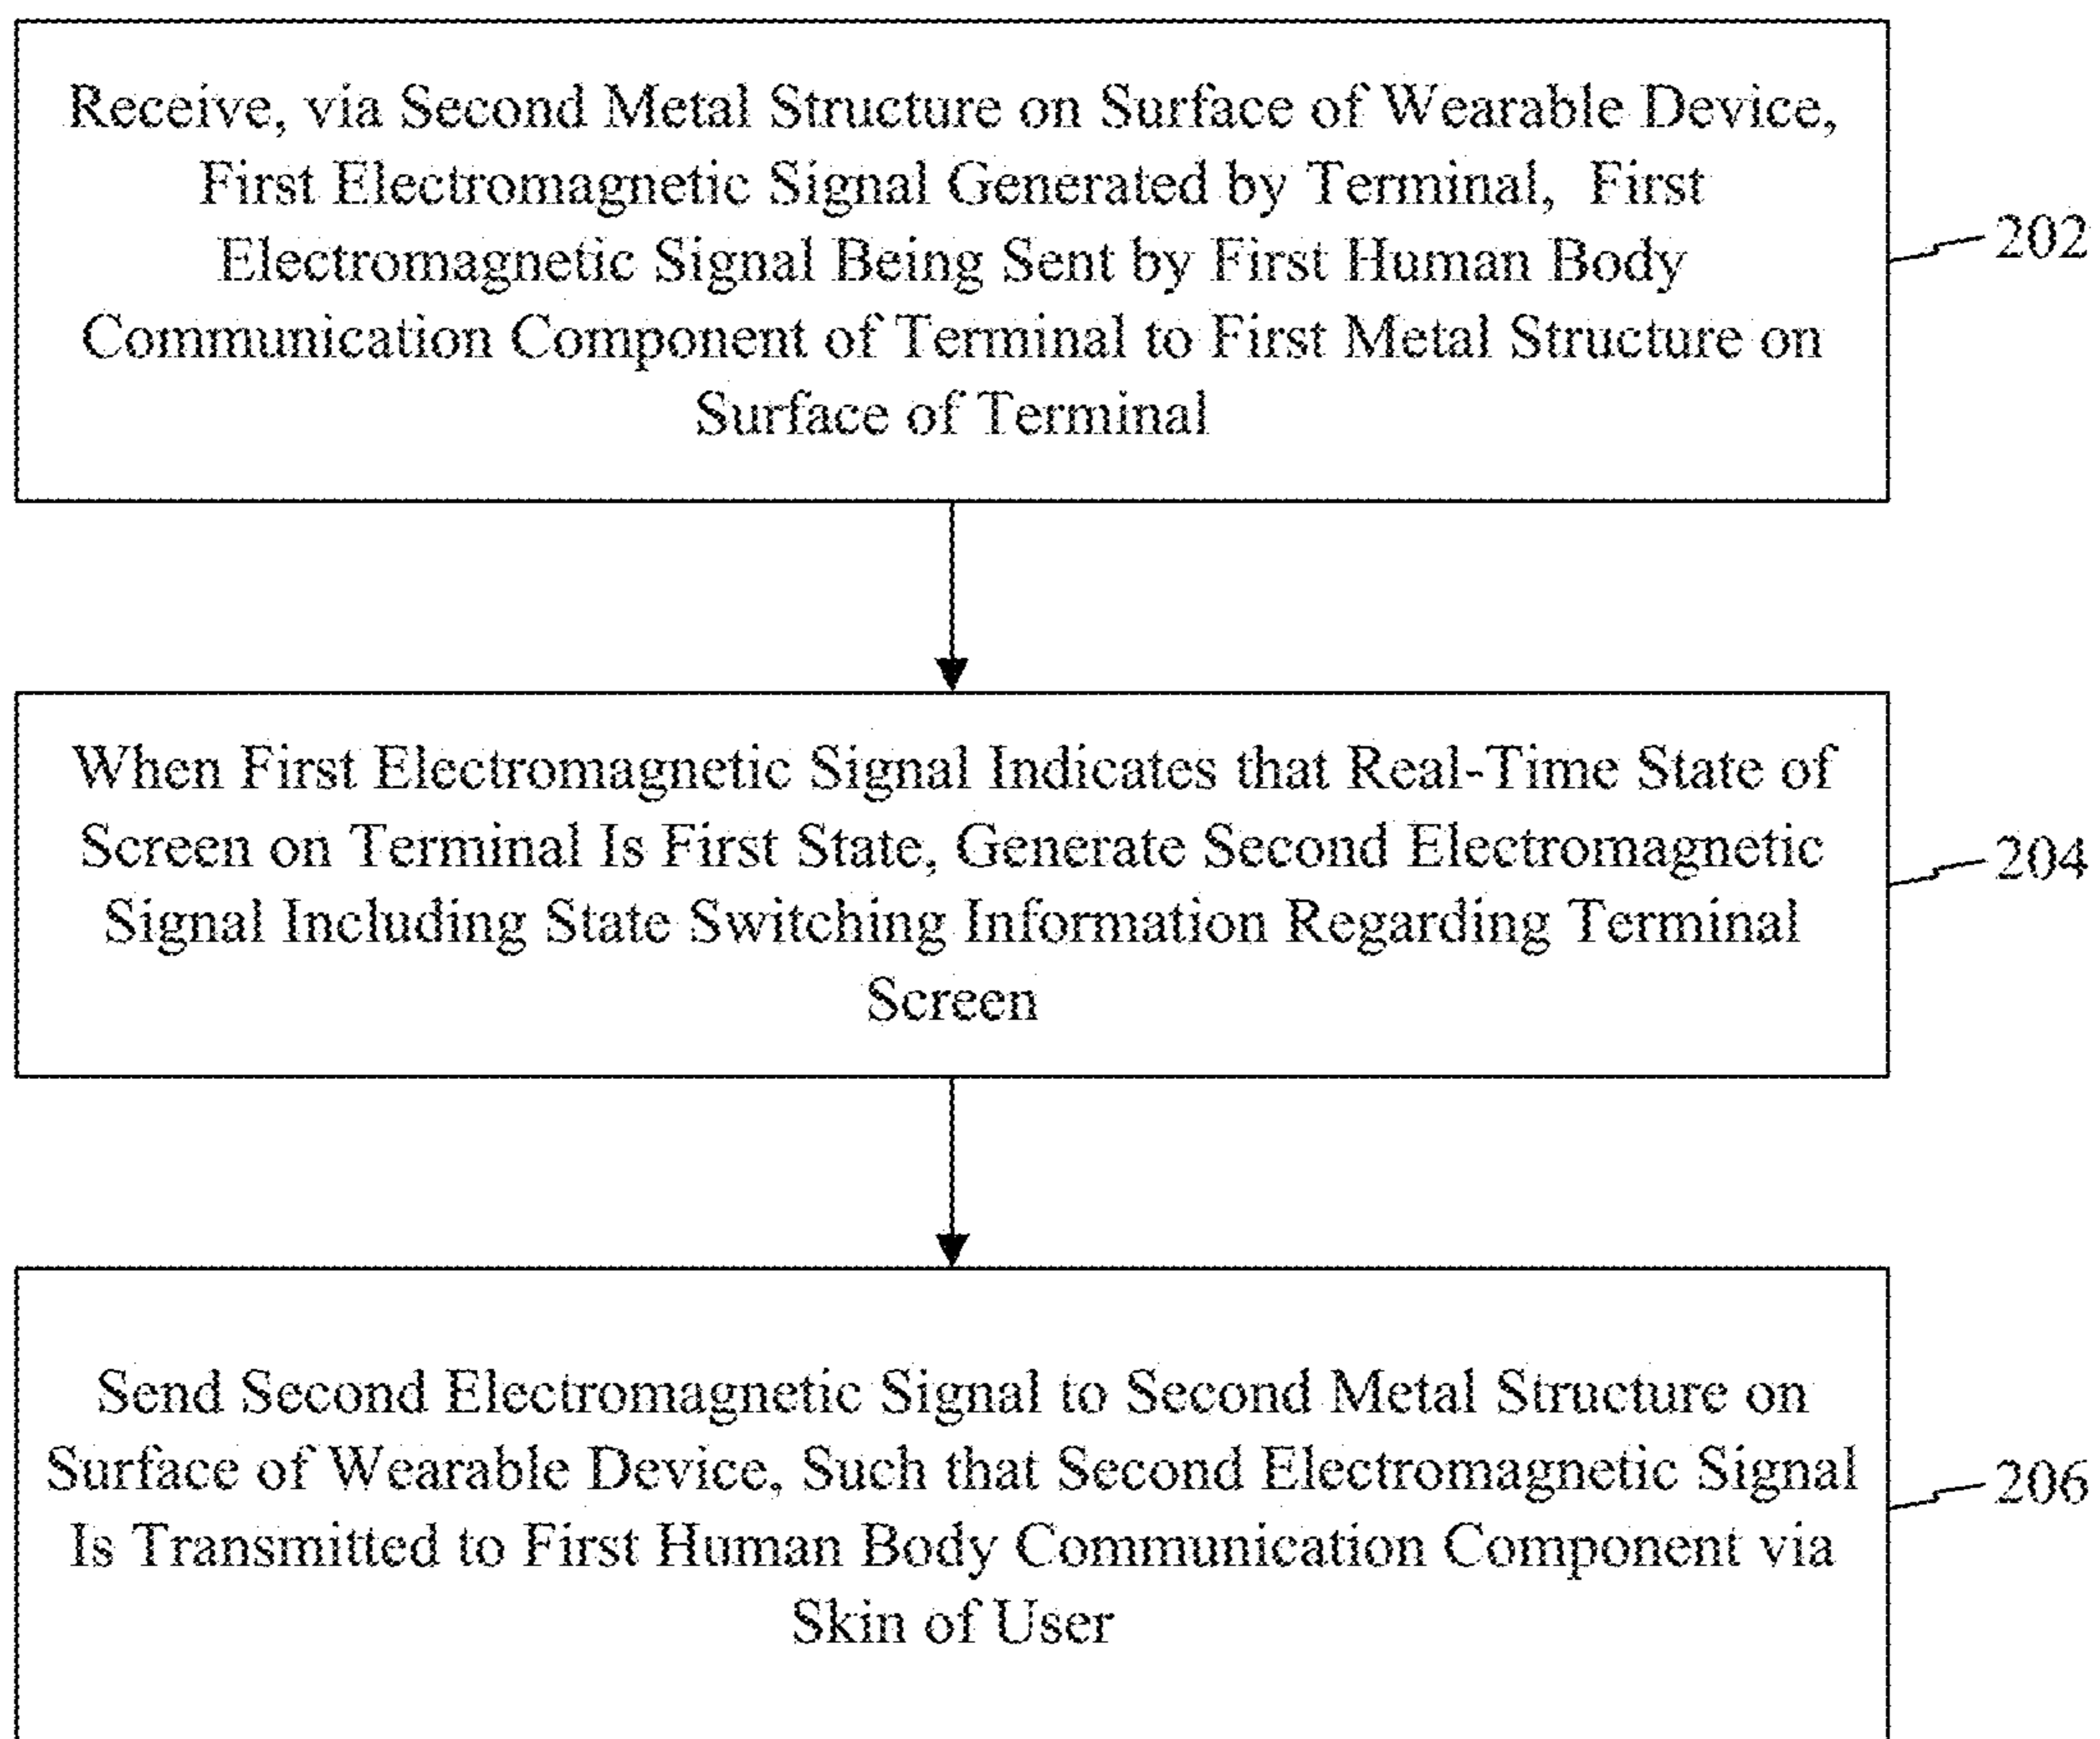 Receive, via Second Metal Structure on Surface of Wearable Device,
First Electromagnetic Signal Generated by Terminal, First
Electromagnetic Signal Being Sent by First Human Body
Communication Component of Terminal to First Metal Structure on
Surface of Terminal
202
When First Electromagnetic Signal Indicates that Real-Time State of
Screen on Terminal Is First State, Generate Second Electromagnetic
Signal Including State Switching Information Regarding Terminal
Screen
204
Send Second Electromagnetic Signal to Second Metal Structure on
Surface of Wearable Device, Such that Second Electromagnetic Signal
Is Transmitted to First Human Body Communication Component via
Skin of User
206